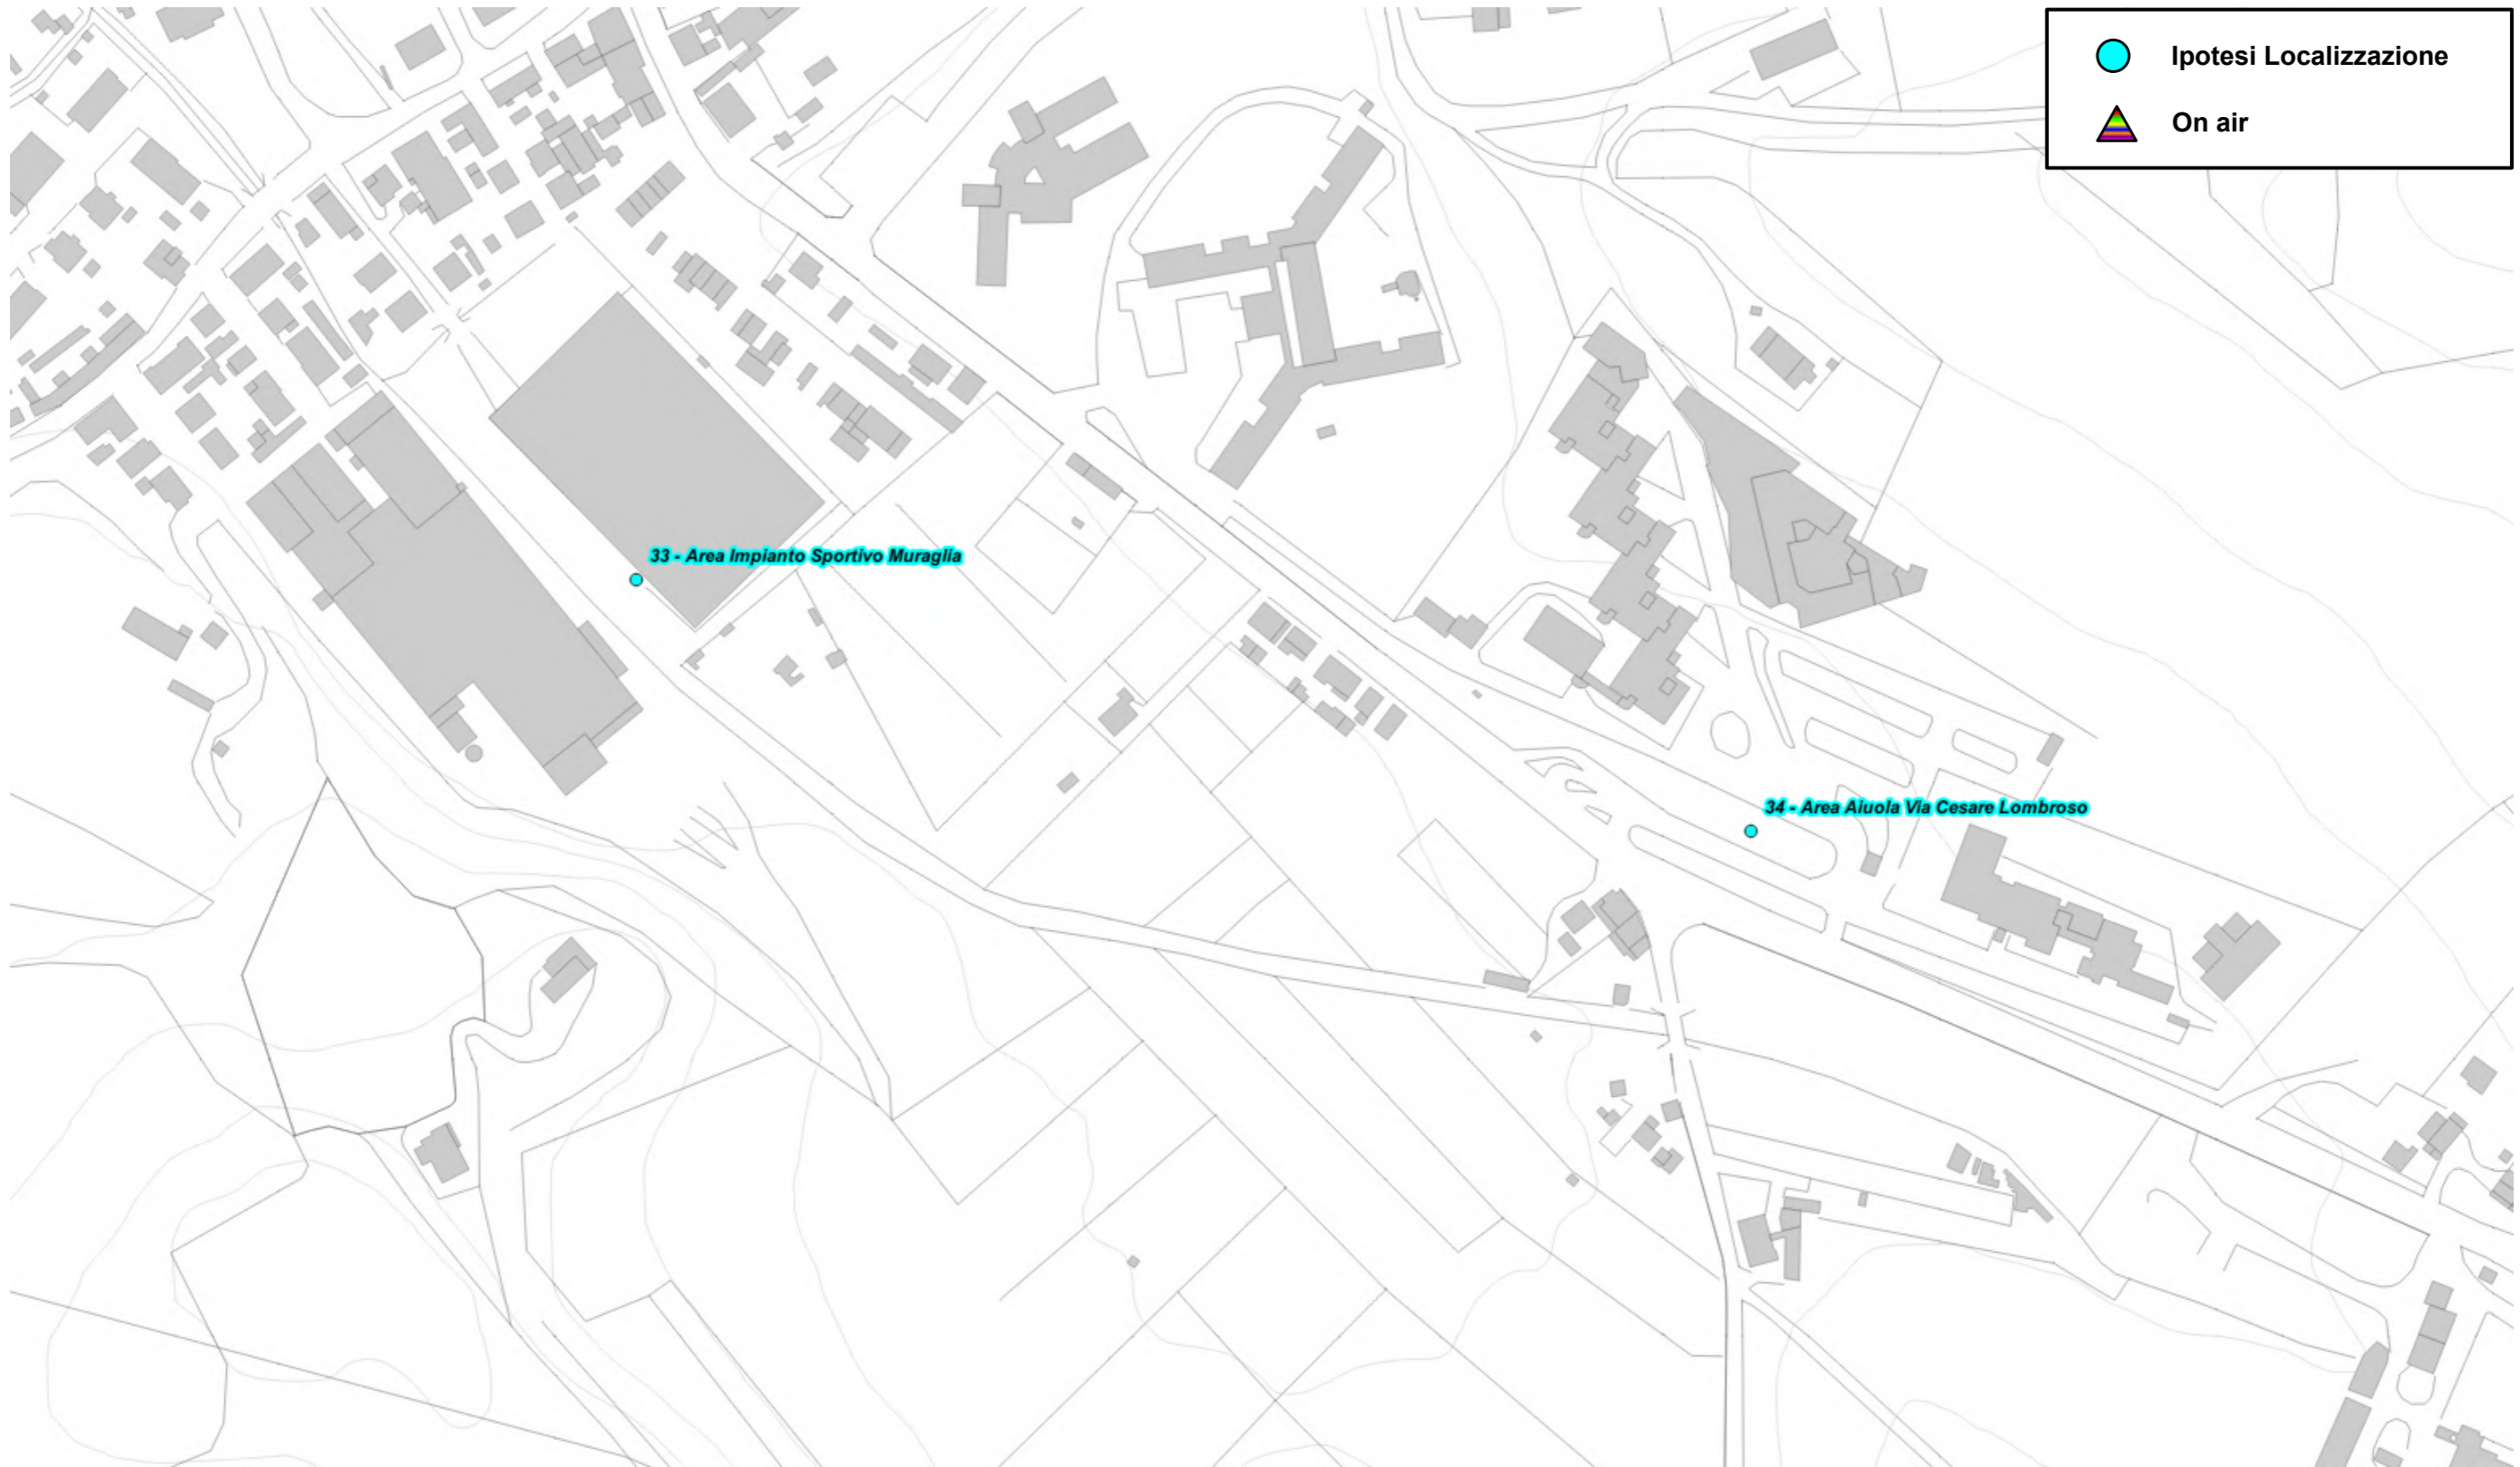 Ipotesi Localizzazione
On air
33 - Area Impianto Sportivo Muraglia
34 - Area Aiuola Via Cesare Lombroso